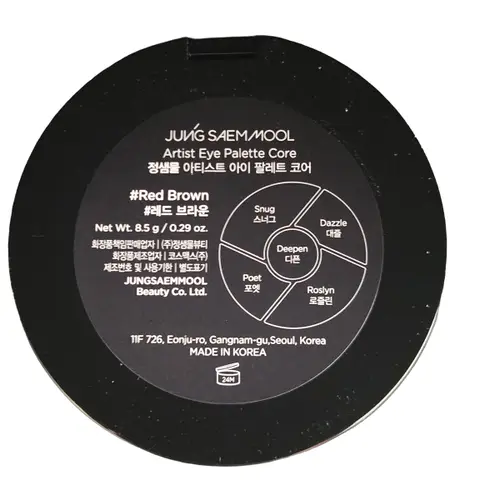 JUNG SAEMMOOL
Artist Eye Palette Core
정샘물 아티스트 아이 팔레트 코어
#Red Brown
#레드 브라운
Net Wt. 8.5 g / 0.29 oz.
화장품책임판매업자 | (주)정샘물뷰티
화장품제조업자 | 코스맥스(주)
제조번호 및 사용기한 | 별도표기
JUNGSAEMMOOL
Beauty Co. Ltd.
Snug
스너그
Dazzle
대즐
Deepen
디픈
Poet
포엣
Roslyn
로즐린
11F 726, Eonju-ro, Gangnam-gu,Seoul, Korea
MADE IN KOREA
24M